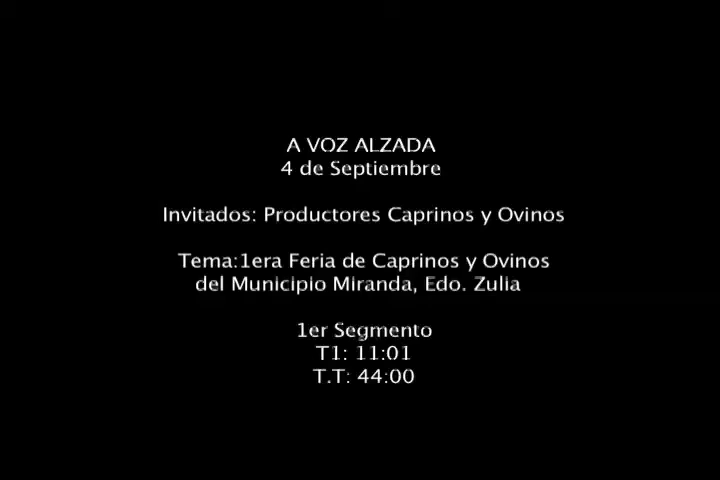 A VOZ ALZADA
4 de Septiembre
Invitados: Productores Caprinos y Ovinos
Tema:1era Feria de Caprinos y Ovinos
del Municipio Miranda, Edo. Zulia
1er Segmento
T1: 11:01
T.T: 44:00